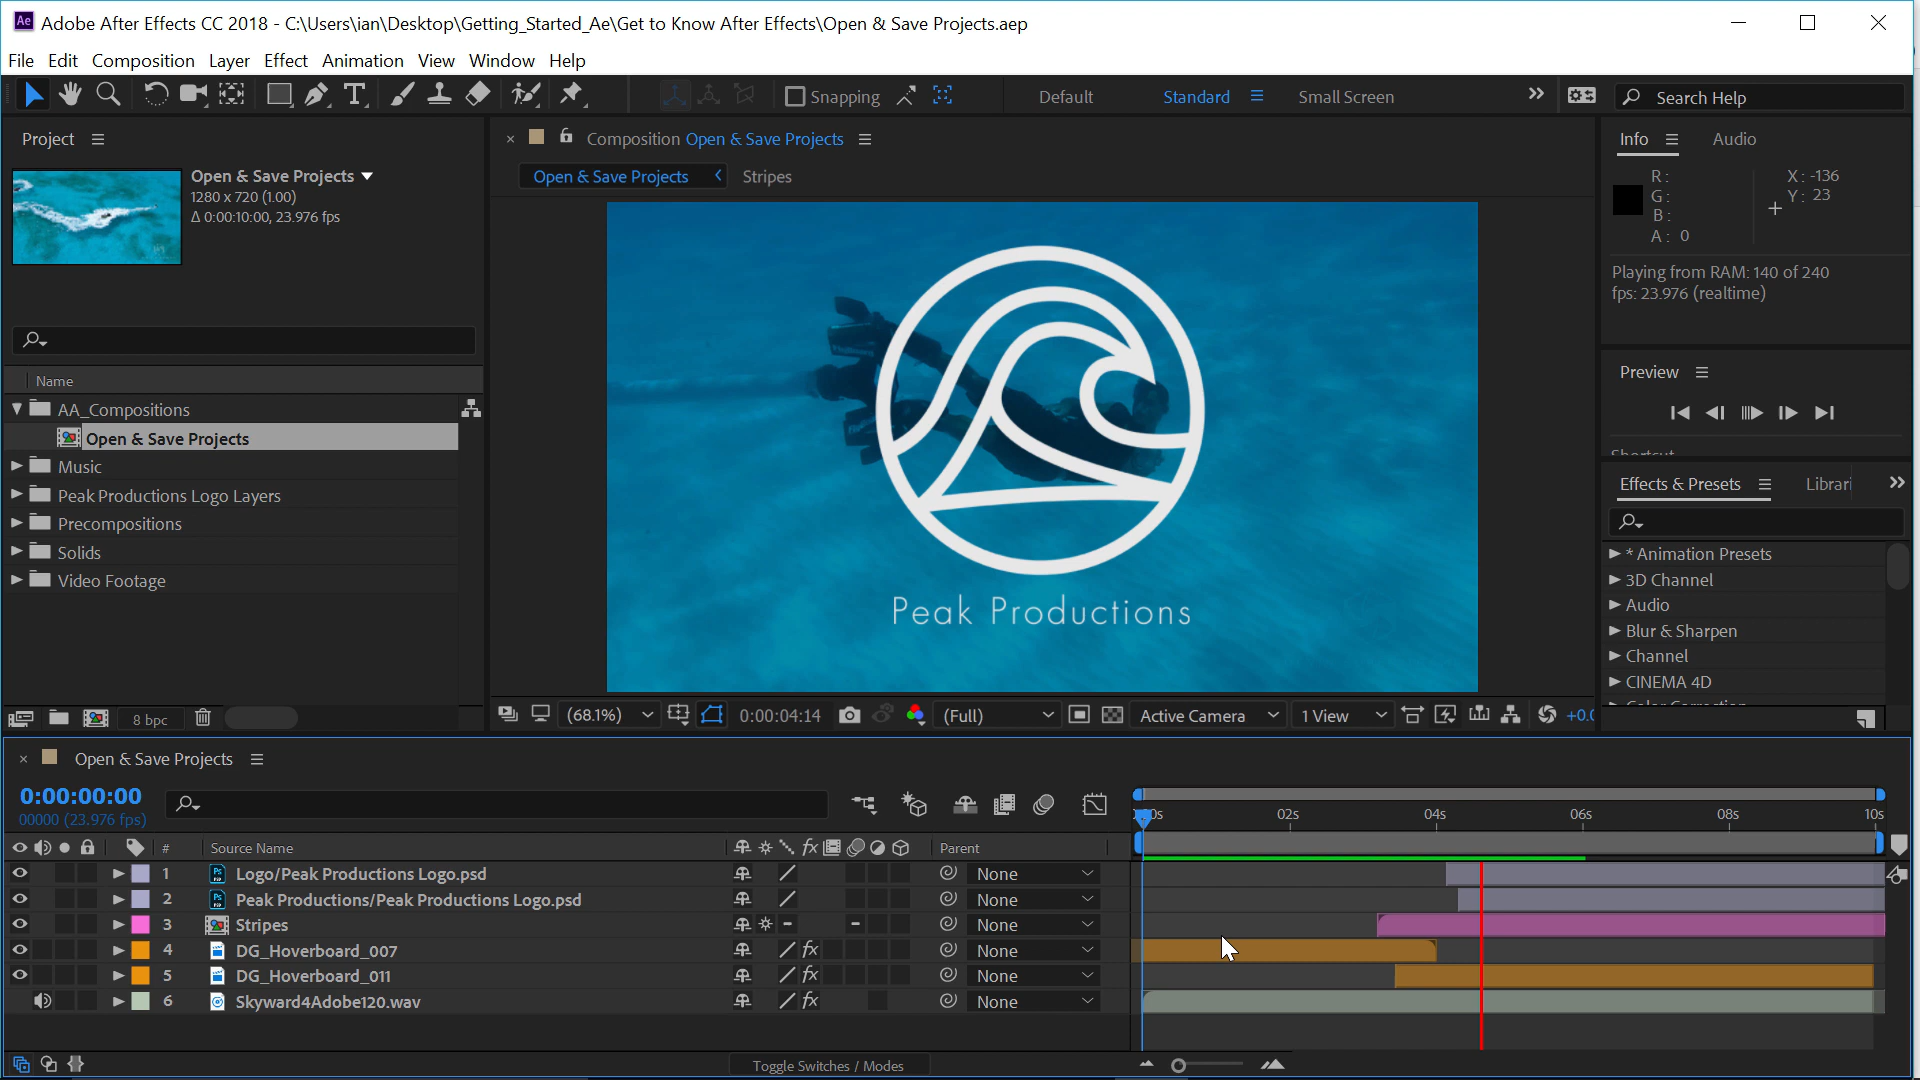 Adobe After Effects CC 2018 - C:\Users\ian\Desktop\Getting_Started_Ae\Get to Know After Effects\Open & Save Projects.aep
File Edit Composition Layer Effect Animation View Window Help
Snapping Default Standard Small Screen Search Help
Project
Open & Save Projects
1280 x 720 (1.00)
Δ 0:00:10:00, 23.976 fps
Name
AA_Compositions
Open & Save Projects
Music
Peak Productions Logo Layers
Precompositions
Solids
Video Footage
8 bpc
Composition Open & Save Projects
Open & Save Projects Stripes
Peak Productions
(68.1%) 0:00:04:14 (Full) Active Camera 1 View
Info Audio
R:
G:
B:
A: 0
X: -136
Y: 23
Playing from RAM: 140 of 240
fps: 23.976 (realtime)
Preview
Effects & Presets Librari
* Animation Presets
3D Channel
Audio
Blur & Sharpen
Channel
CINEMA 4D
Open & Save Projects
0:00:00:00
00000 (23.976 fps)
02s 04s 06s 08s 10s
# Source Name Parent
1 Logo/Peak Productions Logo.psd None
2 Peak Productions/Peak Productions Logo.psd None
3 Stripes None
4 DG_Hoverboard_007 fx None
5 DG_Hoverboard_011 fx None
6 Skyward4Adobe120.wav fx None
Toggle Switches / Modes